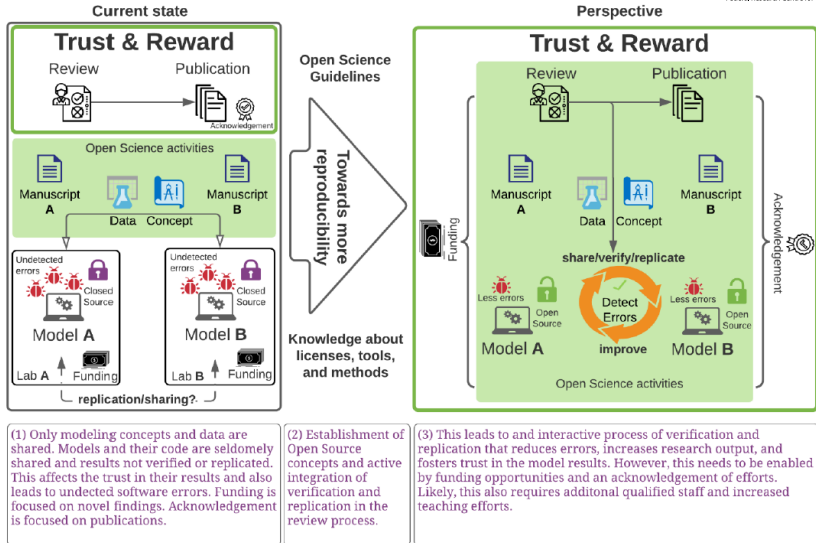 Current state
Trust & Reward
Review
Publication
Acknowledgement
Open Science activities
Manuscript
A
Data
Concept
Manuscript
B
Undetected
errors
Closed
Source
Model A
Lab A
Funding
Undetected
errors
Closed
Source
Model B
Lab B
Funding
replication/sharing?
Open Science
Guidelines
Towards more
reproducibility
Knowledge about
licenses, tools,
and methods
Perspective
Trust & Reward
Review
Publication
Manuscript
A
Data
Concept
Manuscript
B
Funding
Acknowledgement
share/verify/replicate
Detect
Errors
improve
Less errors
Open
Source
Model A
Less errors
Open
Source
Model B
Open Science activities
(1) Only modeling concepts and data are
shared. Models and their code are seldomely
shared and results not verified or replicated.
This affects the trust in their results and also
leads to undected software errors. Funding is
focused on novel findings. Acknowledgement
is focused on publications.
(2) Establishment of
Open Source
concepts and active
integration of
verification and
replication in the
review process.
(3) This leads to and interactive process of verification and
replication that reduces errors, increases research output, and
fosters trust in the model results. However, this needs to be enabled
by funding opportunities and an acknowledgement of efforts.
Likely, this also requires additonal qualified staff and increased
teaching efforts.